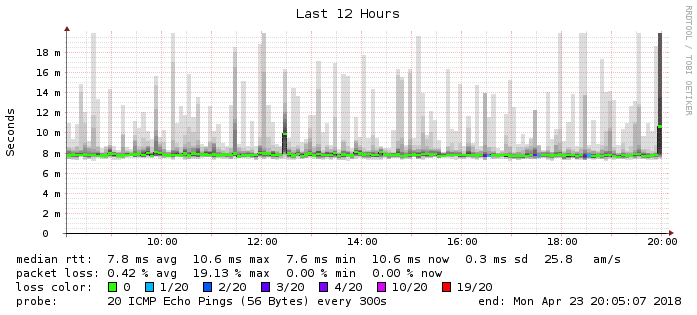 Last 12 Hours
RRDTOOL / TOBI OETIKER
Seconds
18 m
16 m
14 m
12 m
10 m
8 m
6 m
4 m
2 m
0
10:00 12:00 14:00 16:00 18:00 20:00
median rtt: 7.8 ms avg 10.6 ms max 7.6 ms min 10.6 ms now 0.3 ms sd 25.8 am/s
packet loss: 0.42 % avg 19.13 % max 0.00 % min 0.00 % now
loss color: 0 1/20 2/20 3/20 4/20 10/20 19/20
probe: 20 ICMP Echo Pings (56 Bytes) every 300s end: Mon Apr 23 20:05:07 2018